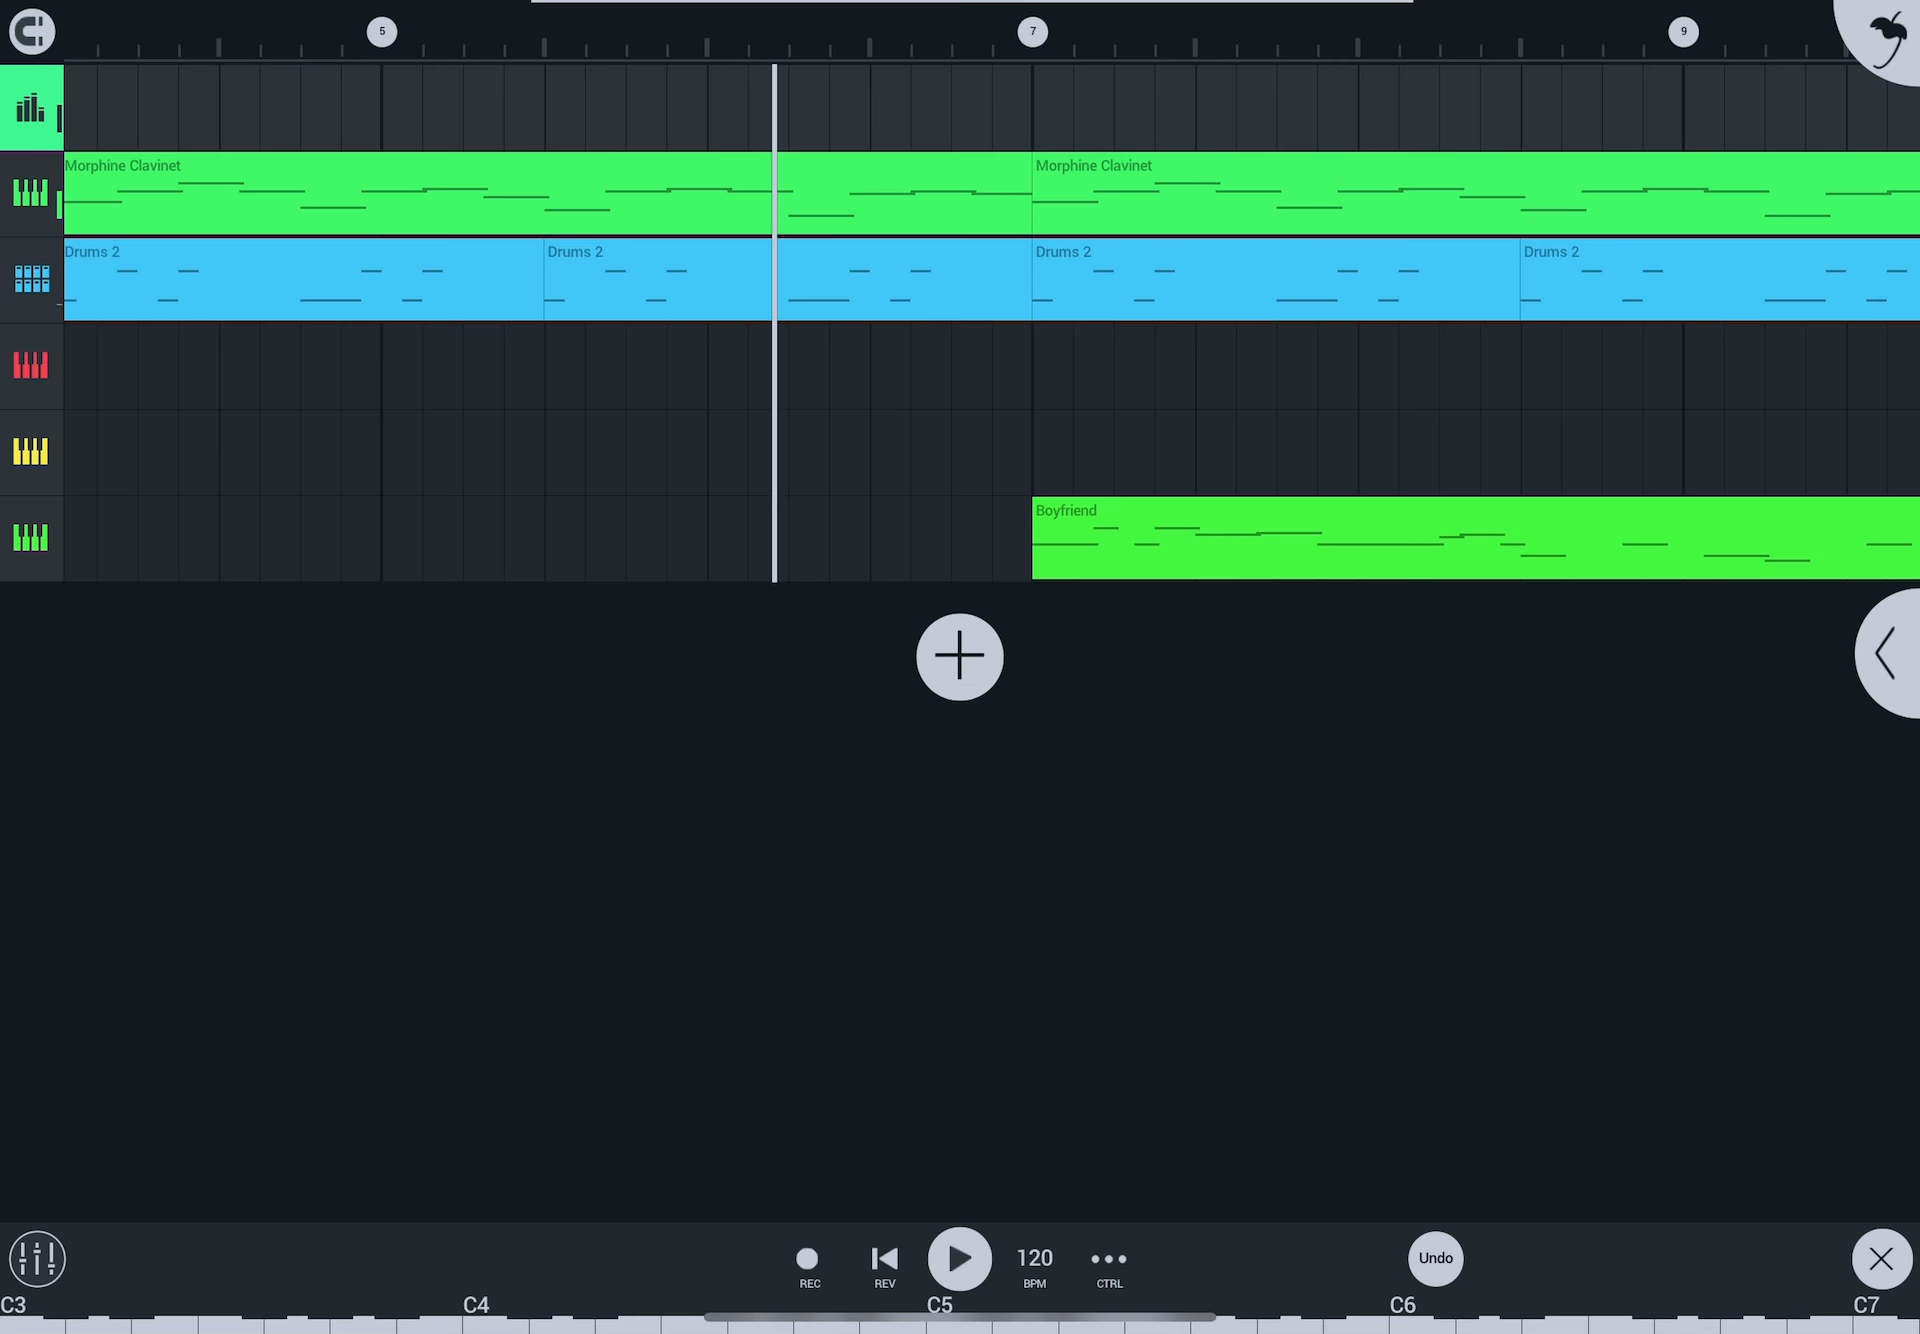 5
7
9
Morphine Clavinet
Morphine Clavinet
Drums 2
Drums 2
Drums 2
Drums 2
Boyfriend
120
Undo
REC
REV
BPM
CTRL
C3
C4
C5
C6
C7